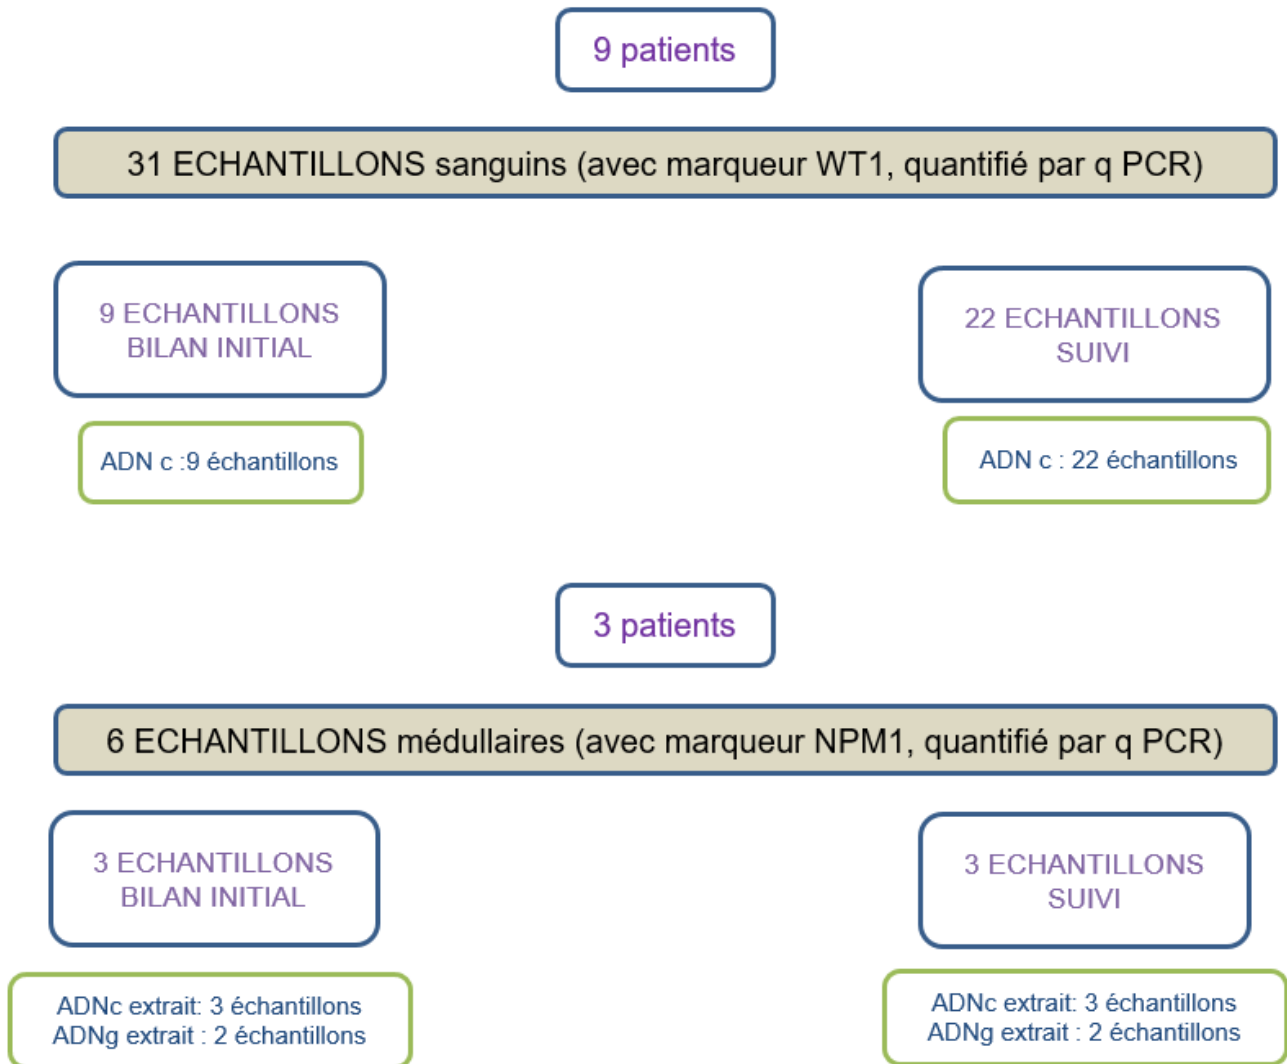 9 patients
31 ECHANTILLONS sanguins (avec marqueur WT1, quantifié par q PCR)
9 ECHANTILLONS
BILAN INITIAL
22 ECHANTILLONS
SUIVI
ADN c :9 échantillons
ADN c : 22 échantillons
3 patients
6 ECHANTILLONS médullaires (avec marqueur NPM1, quantifié par q PCR)
3 ECHANTILLONS
BILAN INITIAL
3 ECHANTILLONS
SUIVI
ADNc extrait: 3 échantillons
ADNg extrait : 2 échantillons
ADNc extrait: 3 échantillons
ADNg extrait : 2 échantillons